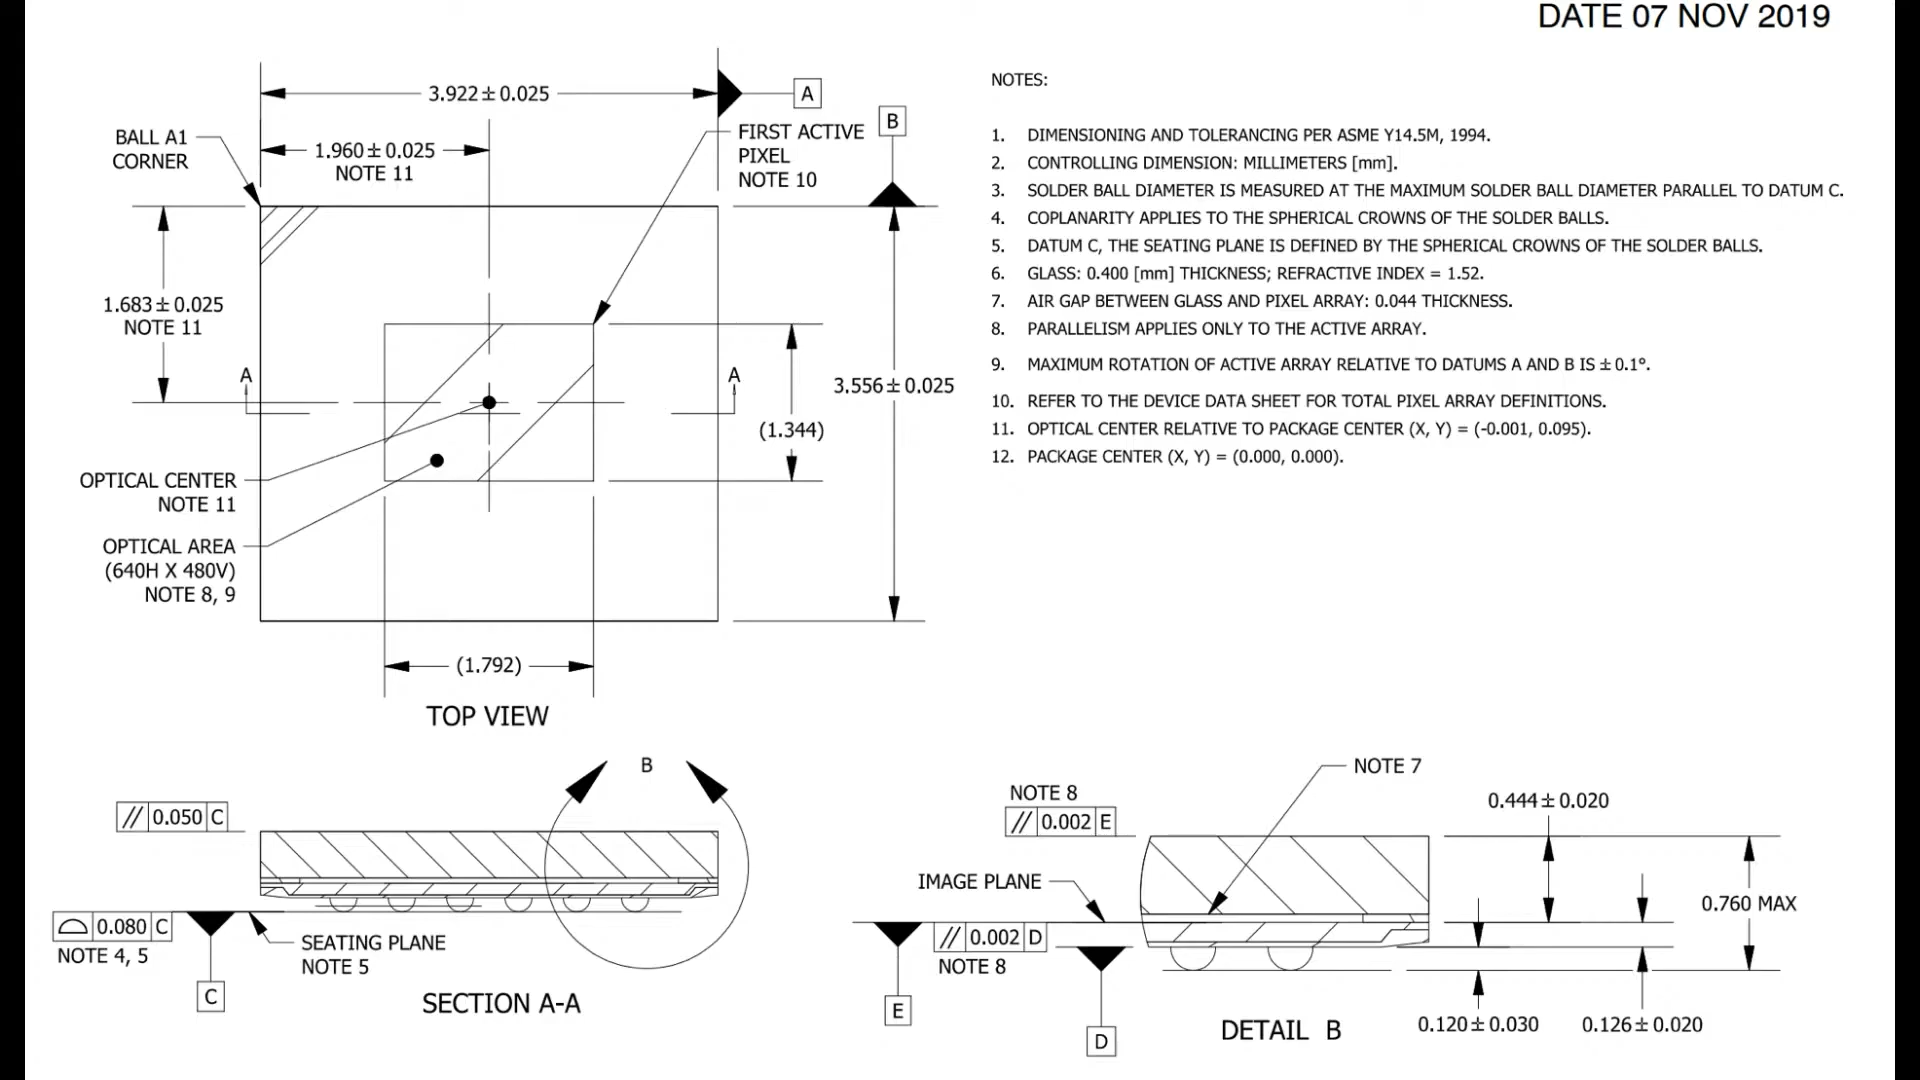 DATE 07 NOV 2019
3.922 ± 0.025
A
BALL A1
CORNER
1.960 ± 0.025
NOTE 11
FIRST ACTIVE
PIXEL
NOTE 10
B
1.683 ± 0.025
NOTE 11
A
A
3.556 ± 0.025
(1.344)
OPTICAL CENTER
NOTE 11
OPTICAL AREA
(640H X 480V)
NOTE 8, 9
(1.792)
TOP VIEW
NOTES:
1. DIMENSIONING AND TOLERANCING PER ASME Y14.5M, 1994.
2. CONTROLLING DIMENSION: MILLIMETERS [mm].
3. SOLDER BALL DIAMETER IS MEASURED AT THE MAXIMUM SOLDER BALL DIAMETER PARALLEL TO DATUM C.
4. COPLANARITY APPLIES TO THE SPHERICAL CROWNS OF THE SOLDER BALLS.
5. DATUM C, THE SEATING PLANE IS DEFINED BY THE SPHERICAL CROWNS OF THE SOLDER BALLS.
6. GLASS: 0.400 [mm] THICKNESS; REFRACTIVE INDEX = 1.52.
7. AIR GAP BETWEEN GLASS AND PIXEL ARRAY: 0.044 THICKNESS.
8. PARALLELISM APPLIES ONLY TO THE ACTIVE ARRAY.
9. MAXIMUM ROTATION OF ACTIVE ARRAY RELATIVE TO DATUMS A AND B IS ± 0.1°.
10. REFER TO THE DEVICE DATA SHEET FOR TOTAL PIXEL ARRAY DEFINITIONS.
11. OPTICAL CENTER RELATIVE TO PACKAGE CENTER (X, Y) = (-0.001, 0.095).
12. PACKAGE CENTER (X, Y) = (0.000, 0.000).
B
// 0.050 C
⌓ 0.080 C
NOTE 4, 5
SEATING PLANE
NOTE 5
C
SECTION A-A
NOTE 7
NOTE 8
// 0.002 E
0.444 ± 0.020
IMAGE PLANE
0.760 MAX
// 0.002 D
NOTE 8
E
D
DETAIL B
0.120 ± 0.030
0.126 ± 0.020